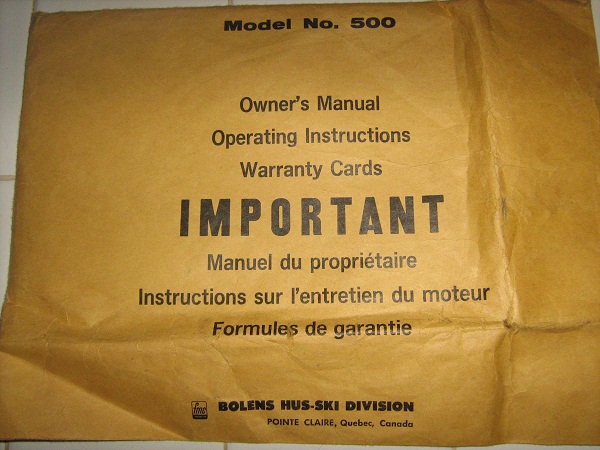 Model No. 500
Owner's Manual
Operating Instructions
Warranty Cards
IMPORTANT
Manuel du propriétaire
Instructions sur l'entretien du moteur
Formules de garantie
fmc BOLENS HUS-SKI DIVISION
POINTE CLAIRE, Quebec, Canada